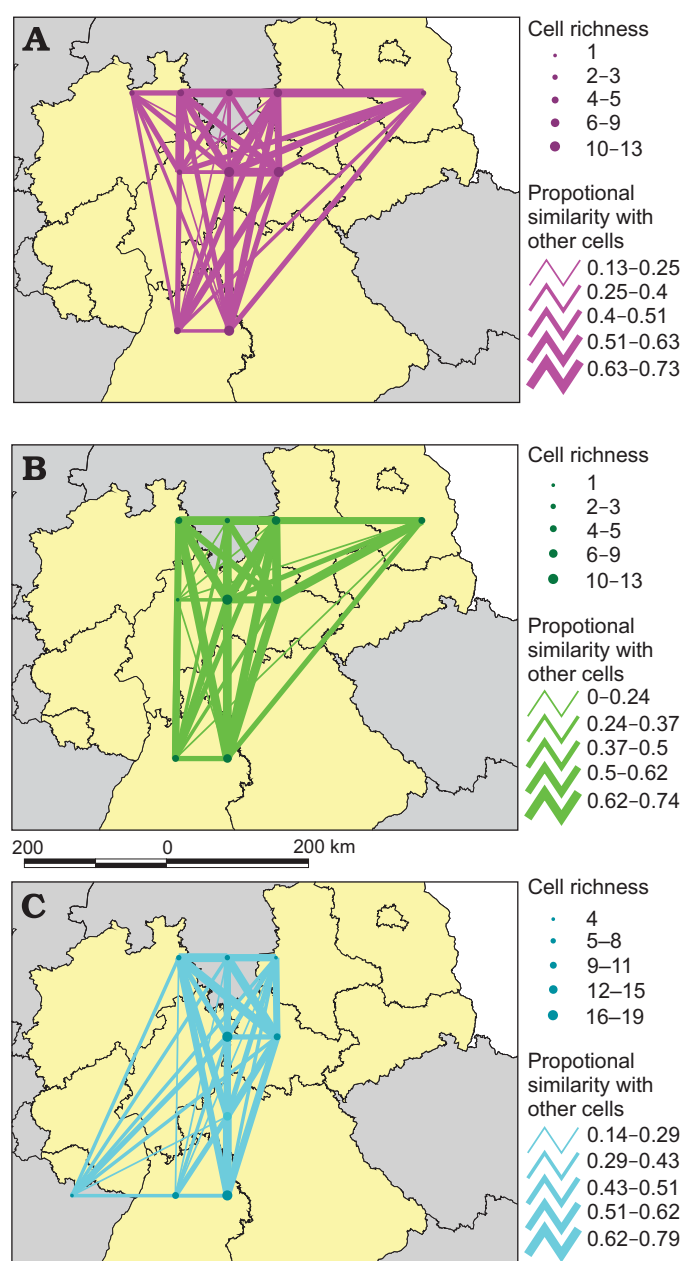 A
Cell richness
1
2–3
4–5
6–9
10–13
Propotional
similarity with
other cells
0.13–0.25
0.25–0.4
0.4–0.51
0.51–0.63
0.63–0.73
B
Cell richness
1
2–3
4–5
6–9
10–13
Propotional
similarity with
other cells
0–0.24
0.24–0.37
0.37–0.5
0.5–0.62
0.62–0.74
200 0 200 km
C
Cell richness
4
5–8
9–11
12–15
16–19
Propotional
similarity with
other cells
0.14–0.29
0.29–0.43
0.43–0.51
0.51–0.62
0.62–0.79